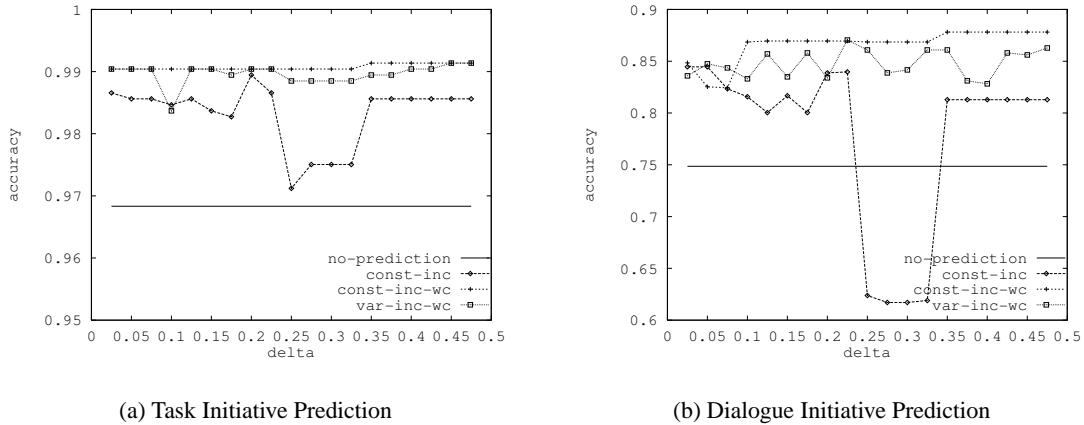 1
0.99
0.98
0.97
0.96
0.95
accuracy
no-prediction
const-inc
const-inc-wc
var-inc-wc
0 0.05 0.1 0.15 0.2 0.25 0.3 0.35 0.4 0.45 0.5
delta
(a) Task Initiative Prediction
0.9
0.85
0.8
0.75
0.7
0.65
0.6
accuracy
no-prediction
const-inc
const-inc-wc
var-inc-wc
0 0.05 0.1 0.15 0.2 0.25 0.3 0.35 0.4 0.45 0.5
delta
(b) Dialogue Initiative Prediction